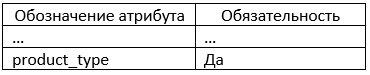 Обозначение атрибута Обязательность
... ...
product_type Да